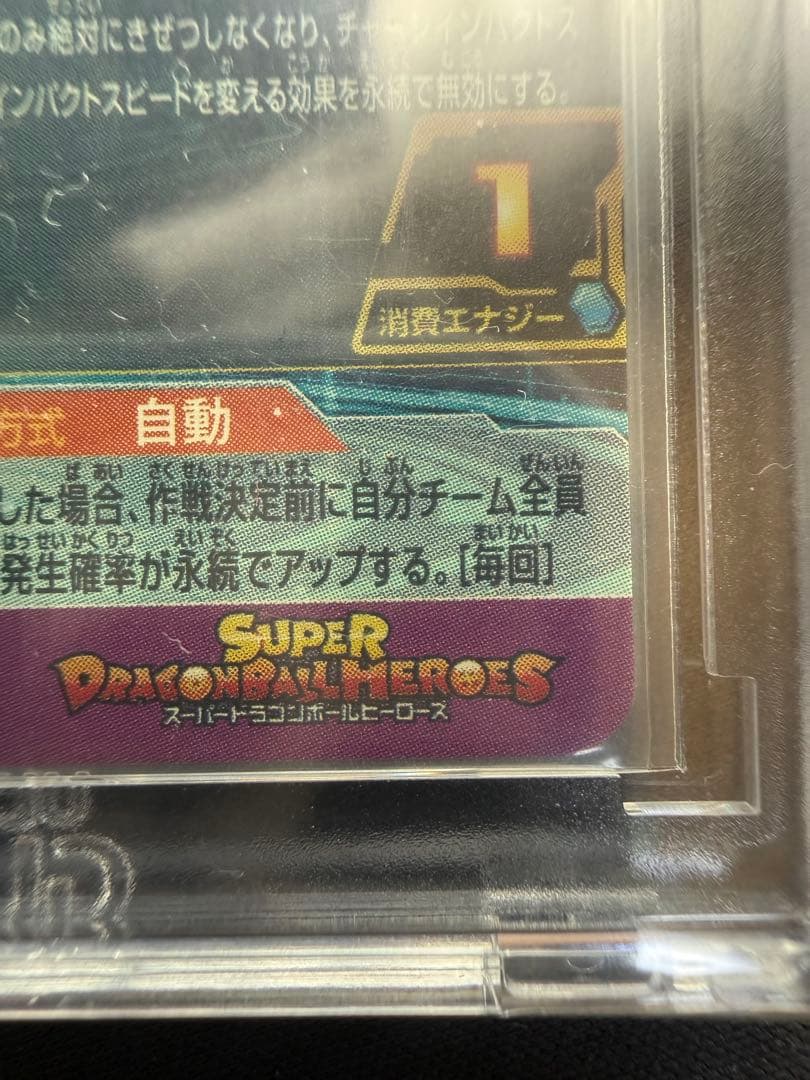 のみ絶対にきぜつしなくなり、チャージインパクトス
インパクトスピードを変える効果を永続で無効にする。
1
消費エナジー
方式 自動
した場合、作戦決定前に自分チーム全員
発生確率が永続でアップする。[毎回]
SUPER
DRAGONBALL HEROES
スーパードラゴンボールヒーローズ